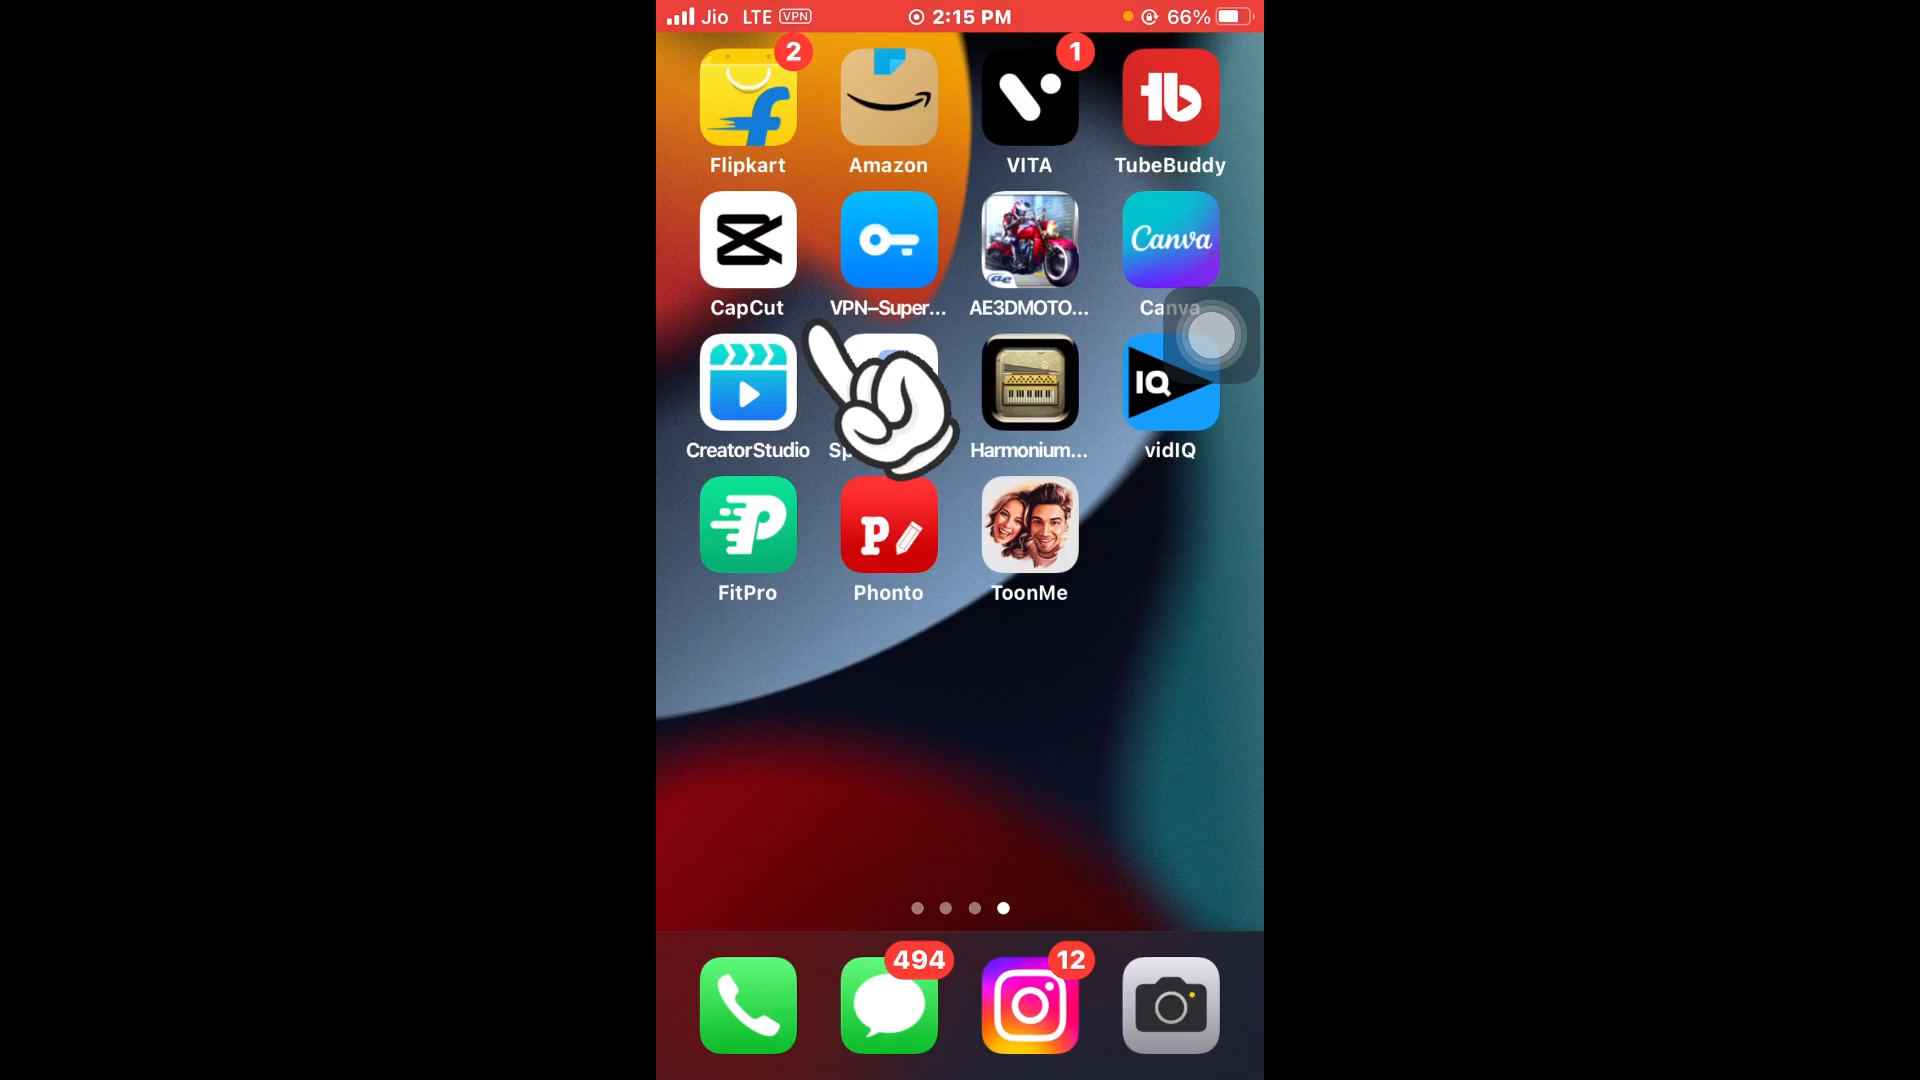 Jio LTE VPN 2:15 PM 66%
2 1
Flipkart Amazon VITA TubeBuddy
Canva
CapCut VPN–Super... AE3DMOTO... Canva
IQ
CreatorStudio Harmonium... vidIQ
FitPro Phonto ToonMe
494 12